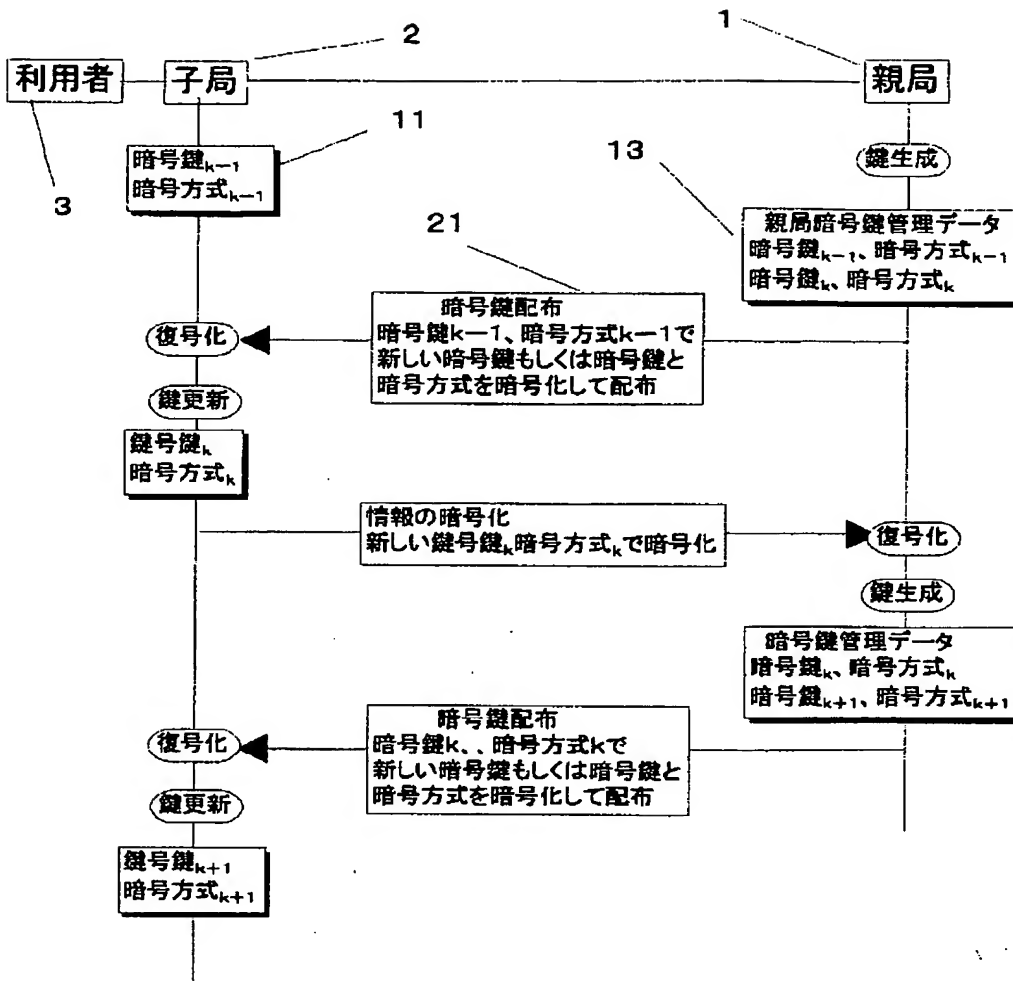 2
1
利用者
子局
親局
11
暗号鍵k-1
暗号方式k-1
3
鍵生成
13
親局暗号鍵管理データ
暗号鍵k-1、暗号方式k-1
暗号鍵k、暗号方式k
21
暗号鍵配布
暗号鍵k-1、暗号方式k-1で
新しい暗号鍵もしくは暗号鍵と
暗号方式を暗号化して配布
復号化
鍵更新
鍵号鍵k
暗号方式k
情報の暗号化
新しい鍵号鍵k暗号方式kで暗号化
復号化
鍵生成
暗号鍵管理データ
暗号鍵k、暗号方式k
暗号鍵k+1、暗号方式k+1
暗号鍵配布
暗号鍵k、、暗号方式kで
新しい暗号鍵もしくは暗号鍵と
暗号方式を暗号化して配布
復号化
鍵更新
鍵号鍵k+1
暗号方式k+1